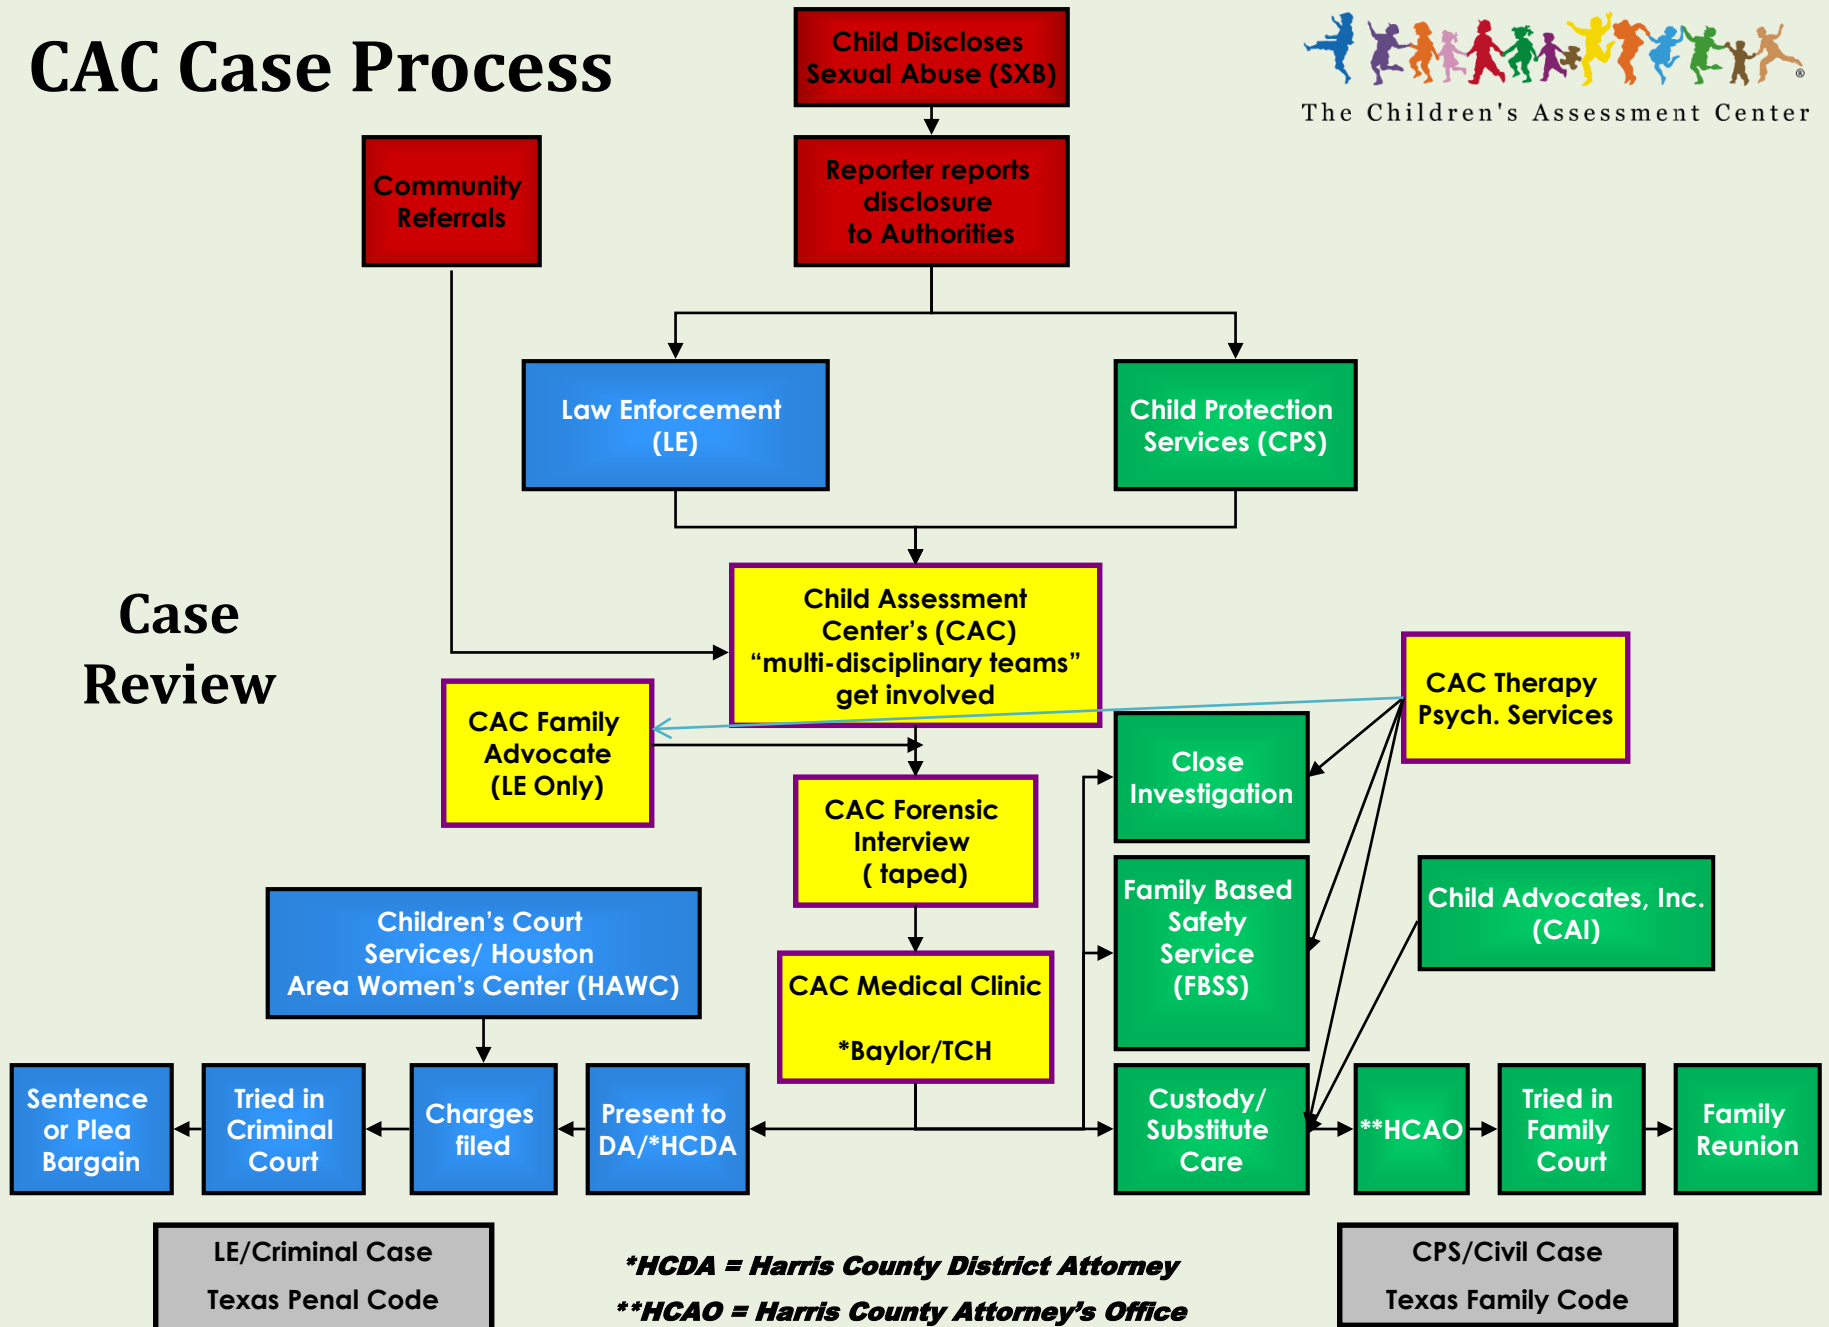 CAC Case Process
Child Discloses
Sexual Abuse (SXB)
®
The Children's Assessment Center
Community
Referrals
Reporter reports
disclosure
to Authorities
Law Enforcement
(LE)
Child Protection
Services (CPS)
Case
Review
Child Assessment
Center’s (CAC)
“multi-disciplinary teams”
get involved
CAC Therapy
Psych. Services
CAC Family
Advocate
(LE Only)
Close
Investigation
CAC Forensic
Interview
( taped)
Family Based
Safety
Service
(FBSS)
Child Advocates, Inc.
(CAI)
Children’s Court
Services/ Houston
Area Women’s Center (HAWC)
CAC Medical Clinic
*Baylor/TCH
Sentence
or Plea
Bargain
Tried in
Criminal
Court
Charges
filed
Present to
DA/*HCDA
Custody/
Substitute
Care
**HCAO
Tried in
Family
Court
Family
Reunion
LE/Criminal Case
Texas Penal Code
*HCDA = Harris County District Attorney
**HCAO = Harris County Attorney’s Office
CPS/Civil Case
Texas Family Code